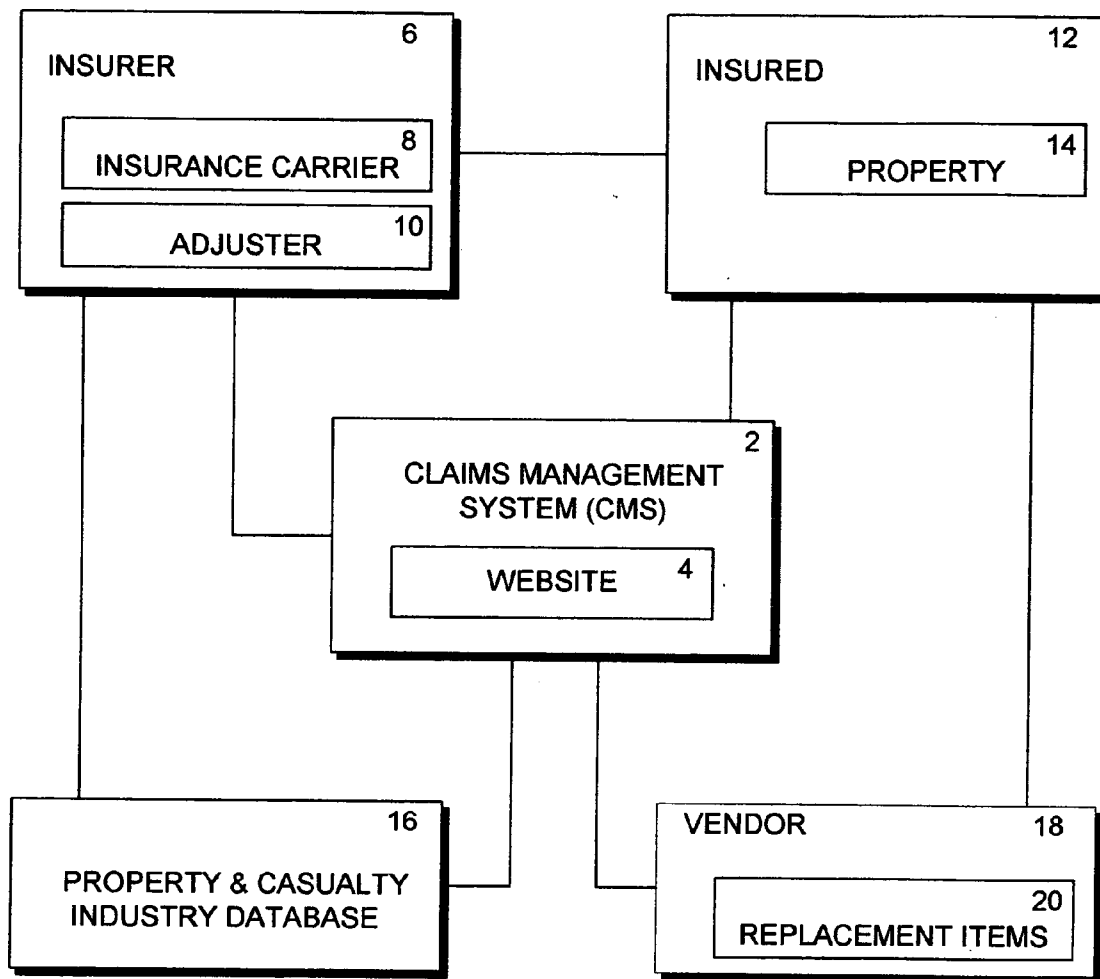 6
INSURER
8
INSURANCE CARRIER
10
ADJUSTER
12
INSURED
14
PROPERTY
2
CLAIMS MANAGEMENT
SYSTEM (CMS)
4
WEBSITE
16
PROPERTY & CASUALTY
INDUSTRY DATABASE
VENDOR 18
20
REPLACEMENT ITEMS